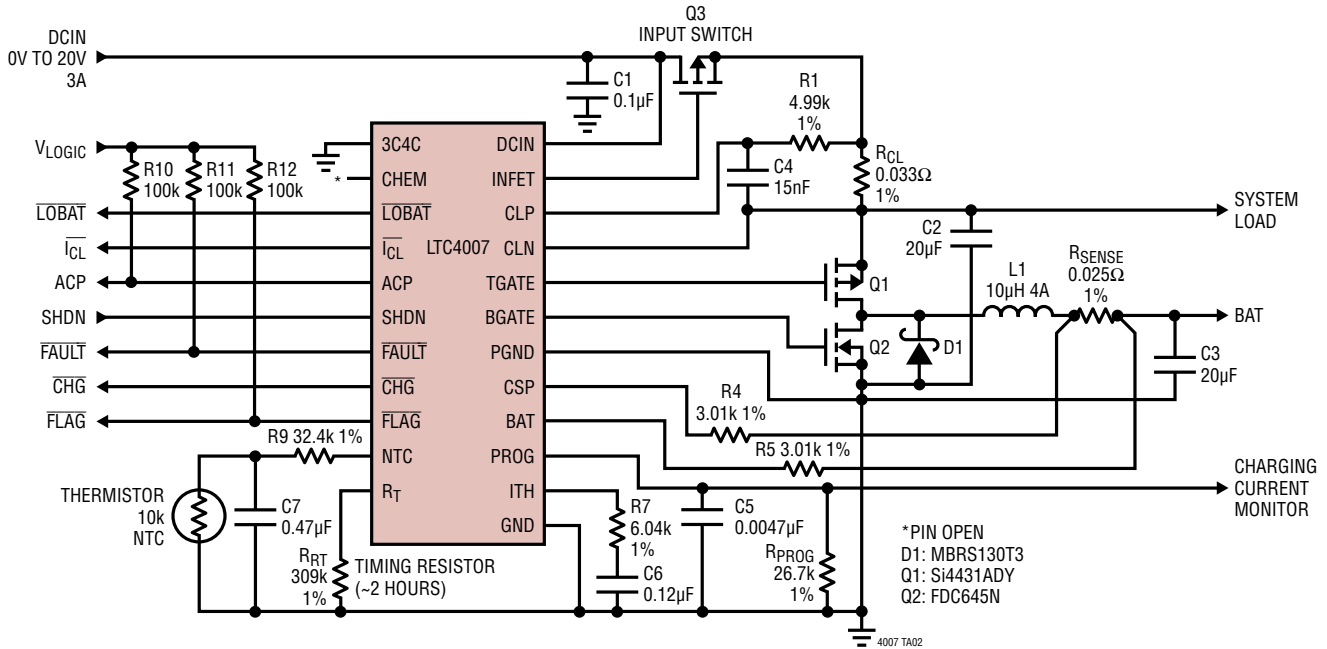 DCIN
0V TO 20V
3A
Q3
INPUT SWITCH
C1
0.1µF
R1
4.99k
1%
VLOGIC
R10
100k
R11
100k
R12
100k
C4
15nF
RCL
0.033Ω
1%
3C4C
CHEM
LOBAT
ICL
ACP
SHDN
FAULT
CHG
FLAG
NTC
RT
LTC4007
DCIN
INFET
CLP
CLN
TGATE
BGATE
PGND
CSP
BAT
PROG
ITH
GND
*
LOBAT
ICL
ACP
SHDN
FAULT
CHG
FLAG
SYSTEM
LOAD
C2
20µF
Q1
L1
10µH 4A
RSENSE
0.025Ω
1%
BAT
Q2
D1
C3
20µF
R4
3.01k 1%
R5 3.01k 1%
R9 32.4k 1%
THERMISTOR
10k
NTC
C7
0.47µF
RRT
309k
1%
TIMING RESISTOR
(~2 HOURS)
R7
6.04k
1%
C6
0.12µF
C5
0.0047µF
RPROG
26.7k
1%
CHARGING
CURRENT
MONITOR
*PIN OPEN
D1: MBRS130T3
Q1: Si4431ADY
Q2: FDC645N
4007 TA02